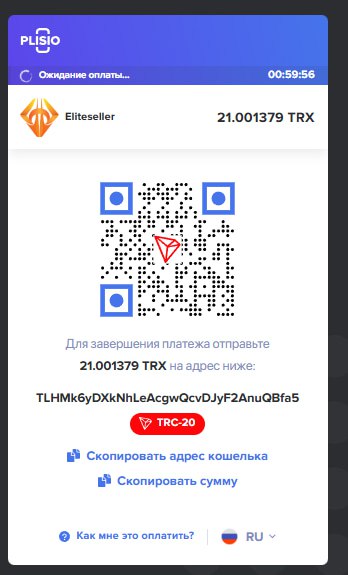 PLISIO
Ожидание оплаты... 00:59:56
Eliteseller 21.001379 TRX
Для завершения платежа отправьте
21.001379 TRX на адрес ниже:
TLHMk6yDXkNhLeAcgwQcvDJyF2AnuQBfa5
TRC-20
Скопировать адрес кошелька
Скопировать сумму
Как мне это оплатить? RU